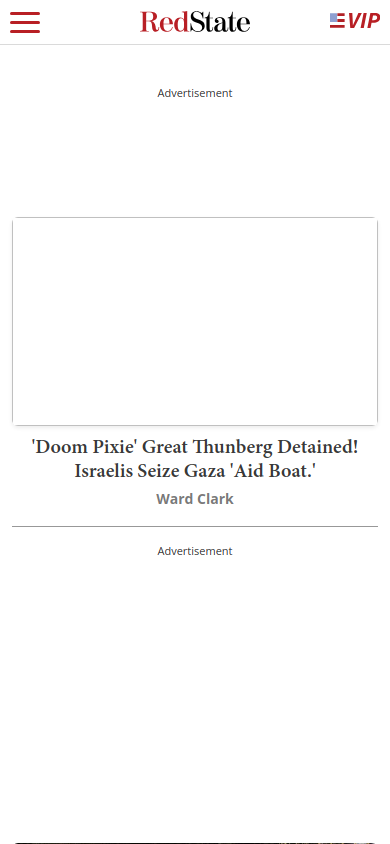 RedState
VIP
Advertisement
'Doom Pixie' Great Thunberg Detained!
Israelis Seize Gaza 'Aid Boat.'
Ward Clark
Advertisement